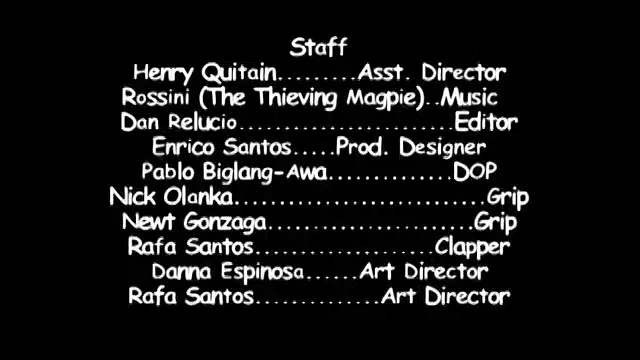 Staff
Henry Quitain.........Asst. Director
Rossini (The Thieving Magpie)..Music
Dan Relucio........................Editor
Enrico Santos.....Prod. Designer
Pablo Biglang-Awa..............DOP
Nick Olanka............................Grip
Newt Gonzaga.......................Grip
Rafa Santos....................Clapper
Danna Espinosa......Art Director
Rafa Santos..............Art Director